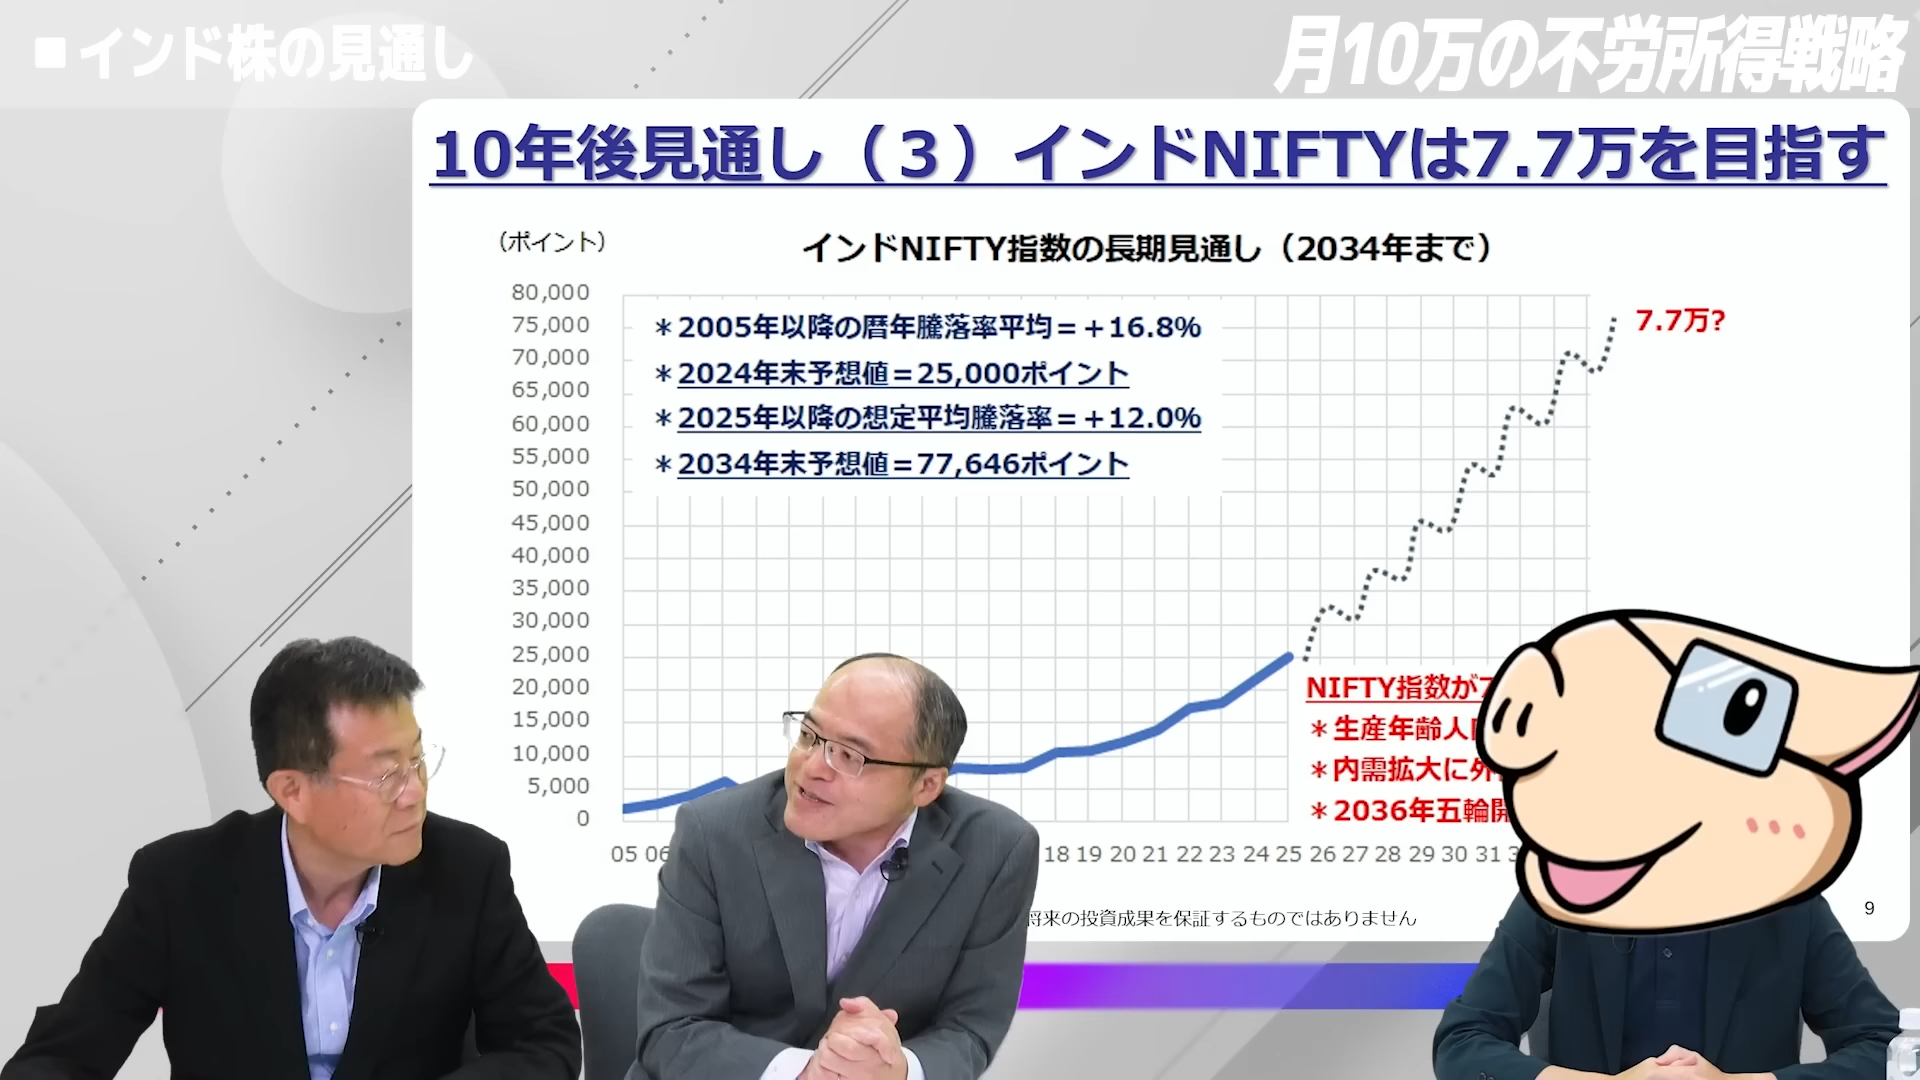 ■インド株の見通し
月10万の不労所得戦略
10年後見通し（３）インドNIFTYは7.7万を目指す
（ポイント）
インドNIFTY指数の長期見通し（2034年まで）
80,000
75,000
70,000
65,000
60,000
55,000
50,000
45,000
40,000
35,000
30,000
25,000
20,000
15,000
10,000
5,000
0
＊2005年以降の暦年騰落率平均＝＋16.8%
＊2024年末予想値＝25,000ポイント
＊2025年以降の想定平均騰落率＝＋12.0%
＊2034年末予想値＝77,646ポイント
7.7万?
NIFTY指数が
＊生産年齢人
＊内需拡大に外
＊2036年五輪開
05 06 18 19 20 21 22 23 24 25 26 27 28 29 30 31
将来の投資成果を保証するものではありません
9